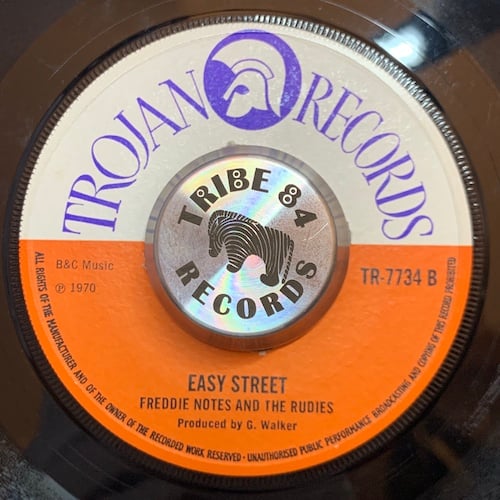 TROJAN RECORDS
TRIBE 84
RECORDS
B&C Music
℗ 1970
TR-7734 B
EASY STREET
FREDDIE NOTES AND THE RUDIES
Produced by G. Walker
ALL RIGHTS OF THE MANUFACTURER AND OF THE OWNER OF THE RECORDED WORK RESERVED · UNAUTHORISED PUBLIC PERFORMANCE BROADCASTING AND COPYING OF THIS RECORD PROHIBITED